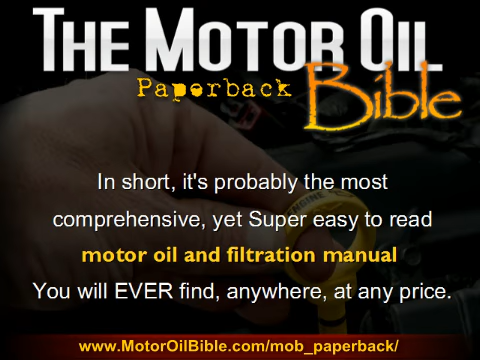 THE MOTOR OIL
Paperback Bible
In short, it's probably the most
comprehensive, yet Super easy to read
motor oil and filtration manual
You will EVER find, anywhere, at any price.
www.MotorOilBible.com/mob_paperback/